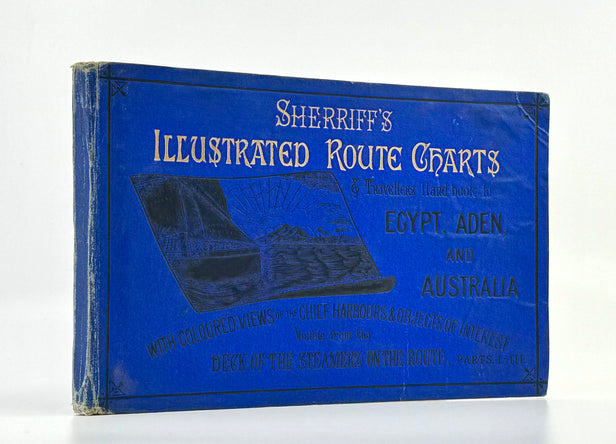 SHERRIFF'S
ILLUSTRATED ROUTE CHARTS
& Travellers Hand-book to
EGYPT, ADEN,
AND
AUSTRALIA
WITH COLOURED VIEWS OF THE CHIEF HARBOURS & OBJECTS OF INTEREST
Visible from the
DECK OF THE STEAMERS ON THE ROUTE. PARTS. I-III.